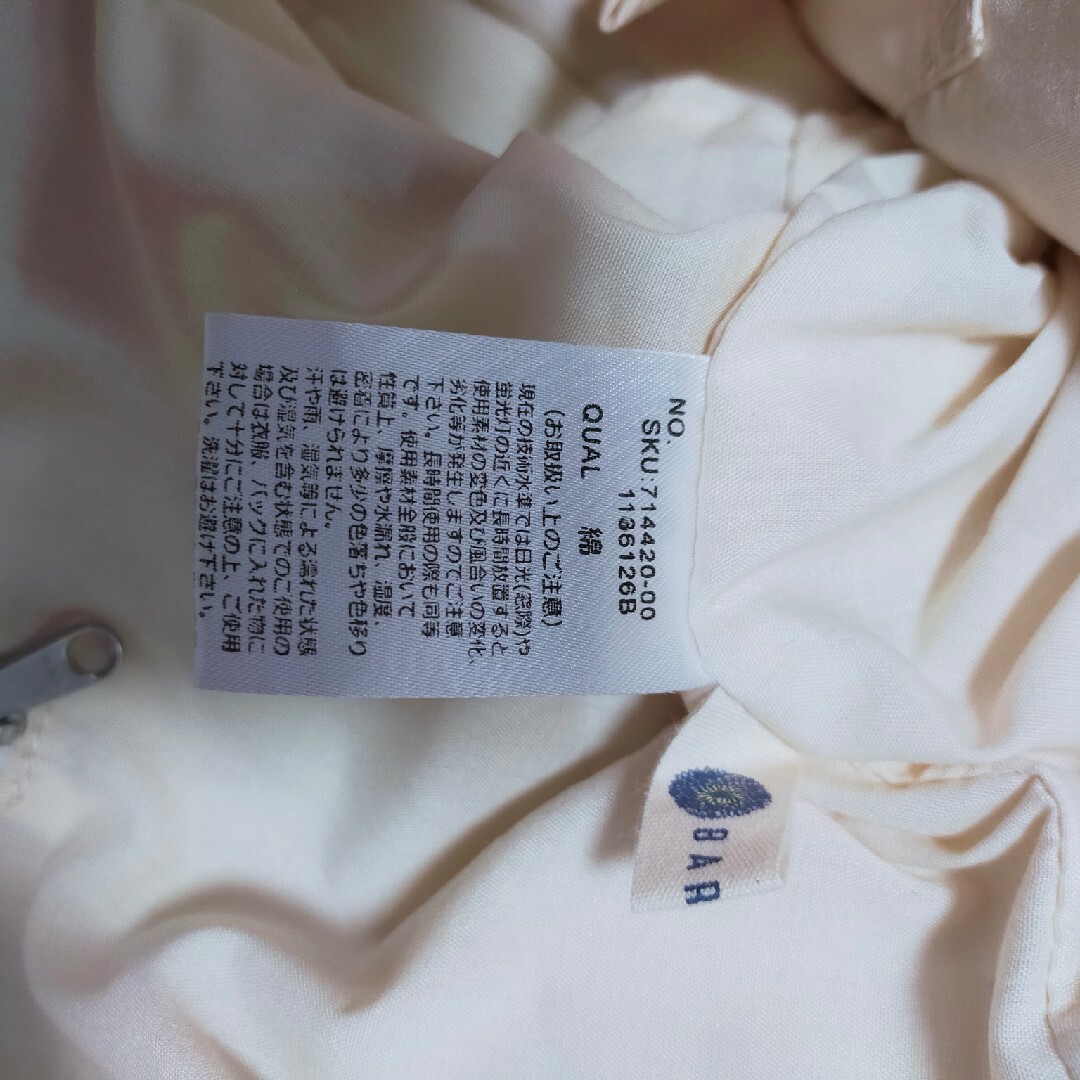 NO.
SKU:714420-00
1136126B
QUAL 綿
(お取扱い上のご注意)
現在の技術水準では日光(窓際)や
蛍光灯の近くに長時間放置すると
使用素材の変色及び風合いの変化、
劣化等が発生しますのでご注意
下さい。長時間使用の際も同等
です。使用素材全般において
性質上、摩擦や水濡れ、温度、
密着により多少の色落ちや色移り
は避けられません。
汗や雨、湿気等による濡れた状態
及び湿気を含む状態でのご使用の
場合は衣服、バックに入れた物に
対して十分にご注意の上、ご使用
下さい。洗濯はお避け下さい。
BAR